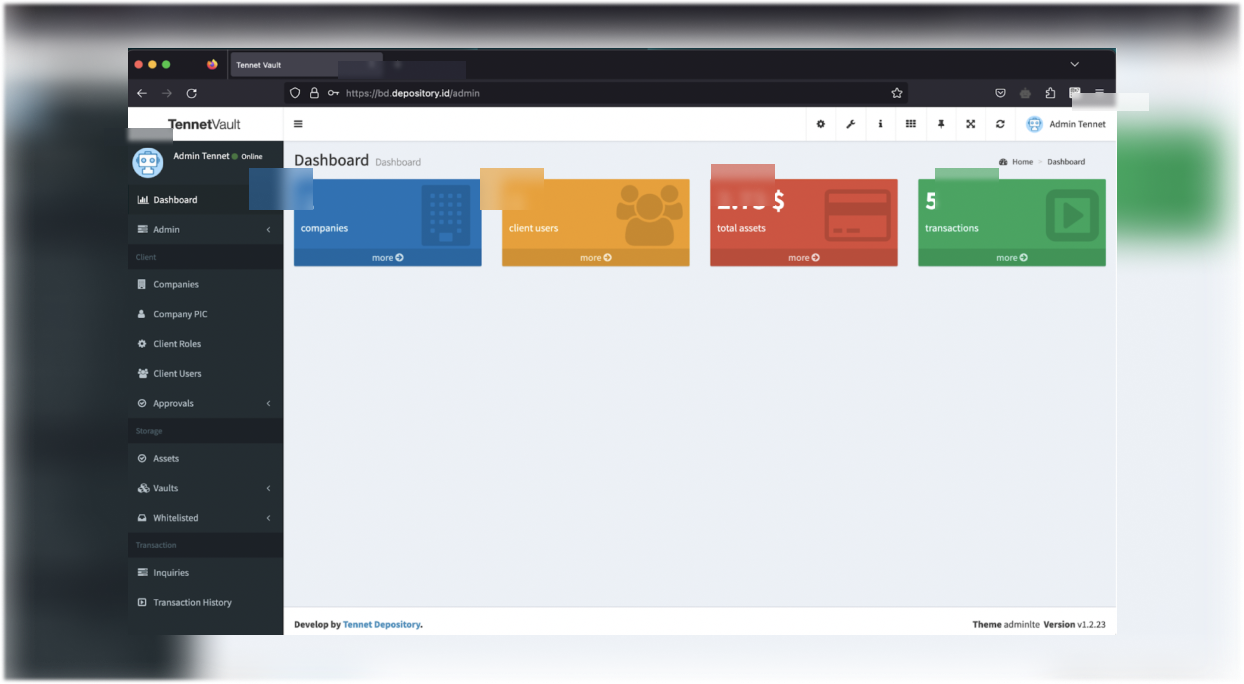 Tennet Vault
https://bd.depository.id/admin
TennetVault
Admin Tennet
Admin Tennet Online
Dashboard Dashboard
Home > Dashboard
Dashboard
Admin
Client
Companies
Company PIC
Client Roles
Client Users
Approvals
Storage
Assets
Vaults
Whitelisted
Transaction
Inquiries
Transaction History
companies
more
client users
more
$
total assets
more
5
transactions
more
Develop by Tennet Depository.
Theme adminlte Version v1.2.23